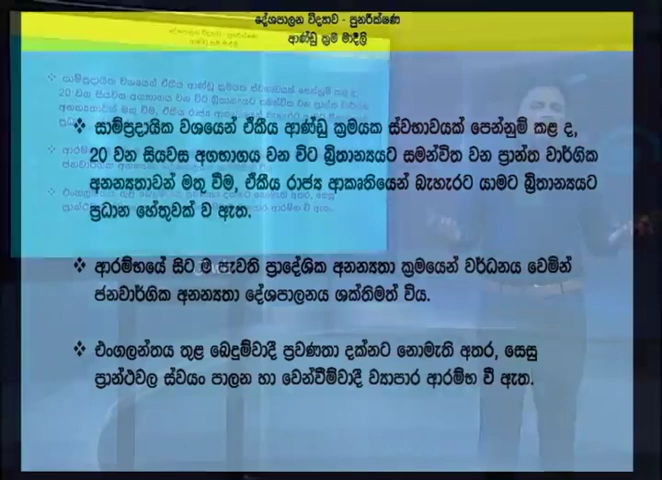 දේශපාලන විද්‍යාව - පුනරීක්ෂණ
ආණ්ඩු ක්‍රම මාදිලි
❖ සාම්ප්‍රදායික වශයෙන් ඒකීය ආණ්ඩු ක්‍රමයක ස්වභාවයක් පෙන්නුම් කළ ද,
20 වන සියවස අගභාගය වන විට බ්‍රිතාන්‍යයට සමන්විත වන ප්‍රාන්ත වාර්ගික
අනන්‍යතාවන් මතු වීම, ඒකීය රාජ්‍ය ආකෘතියෙන් බැහැරට යාමට බ්‍රිතාන්‍යයට
ප්‍රධාන හේතුවක් ව ඇත.
❖ ආරම්භයේ සිට ම පැවති ප්‍රාදේශික අනන්‍යතා ක්‍රමයෙන් වර්ධනය වෙමින්
ජනවාර්ගික අනන්‍යතා දේශපාලනය ශක්තිමත් විය.
❖ එංගලන්තය තුළ බෙදුම්වාදී ප්‍රවණතා දක්නට නොමැති අතර, සෙසු
ප්‍රාන්ථවල ස්වයං පාලන හා වෙන්වීම්වාදී ව්‍යාපාර ආරම්භ වී ඇත.